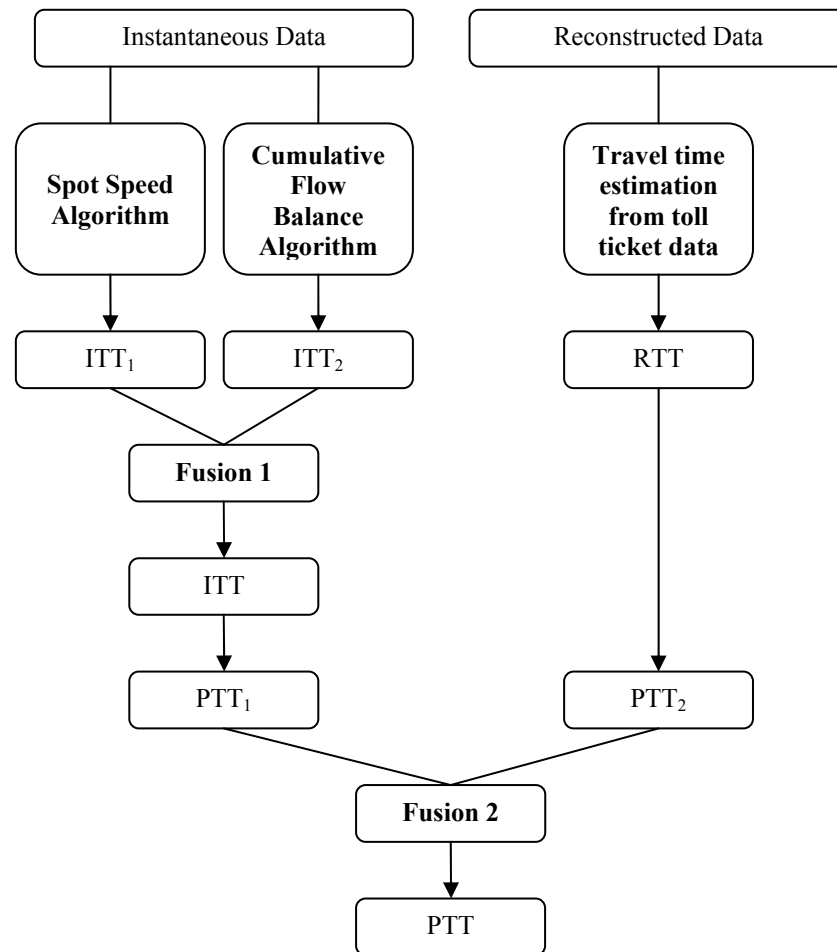 Instantaneous Data
Reconstructed Data
Spot Speed
Algorithm
Cumulative
Flow
Balance
Algorithm
Travel time
estimation
from toll
ticket data
ITT₁
ITT₂
RTT
Fusion 1
ITT
PTT₁
PTT₂
Fusion 2
PTT